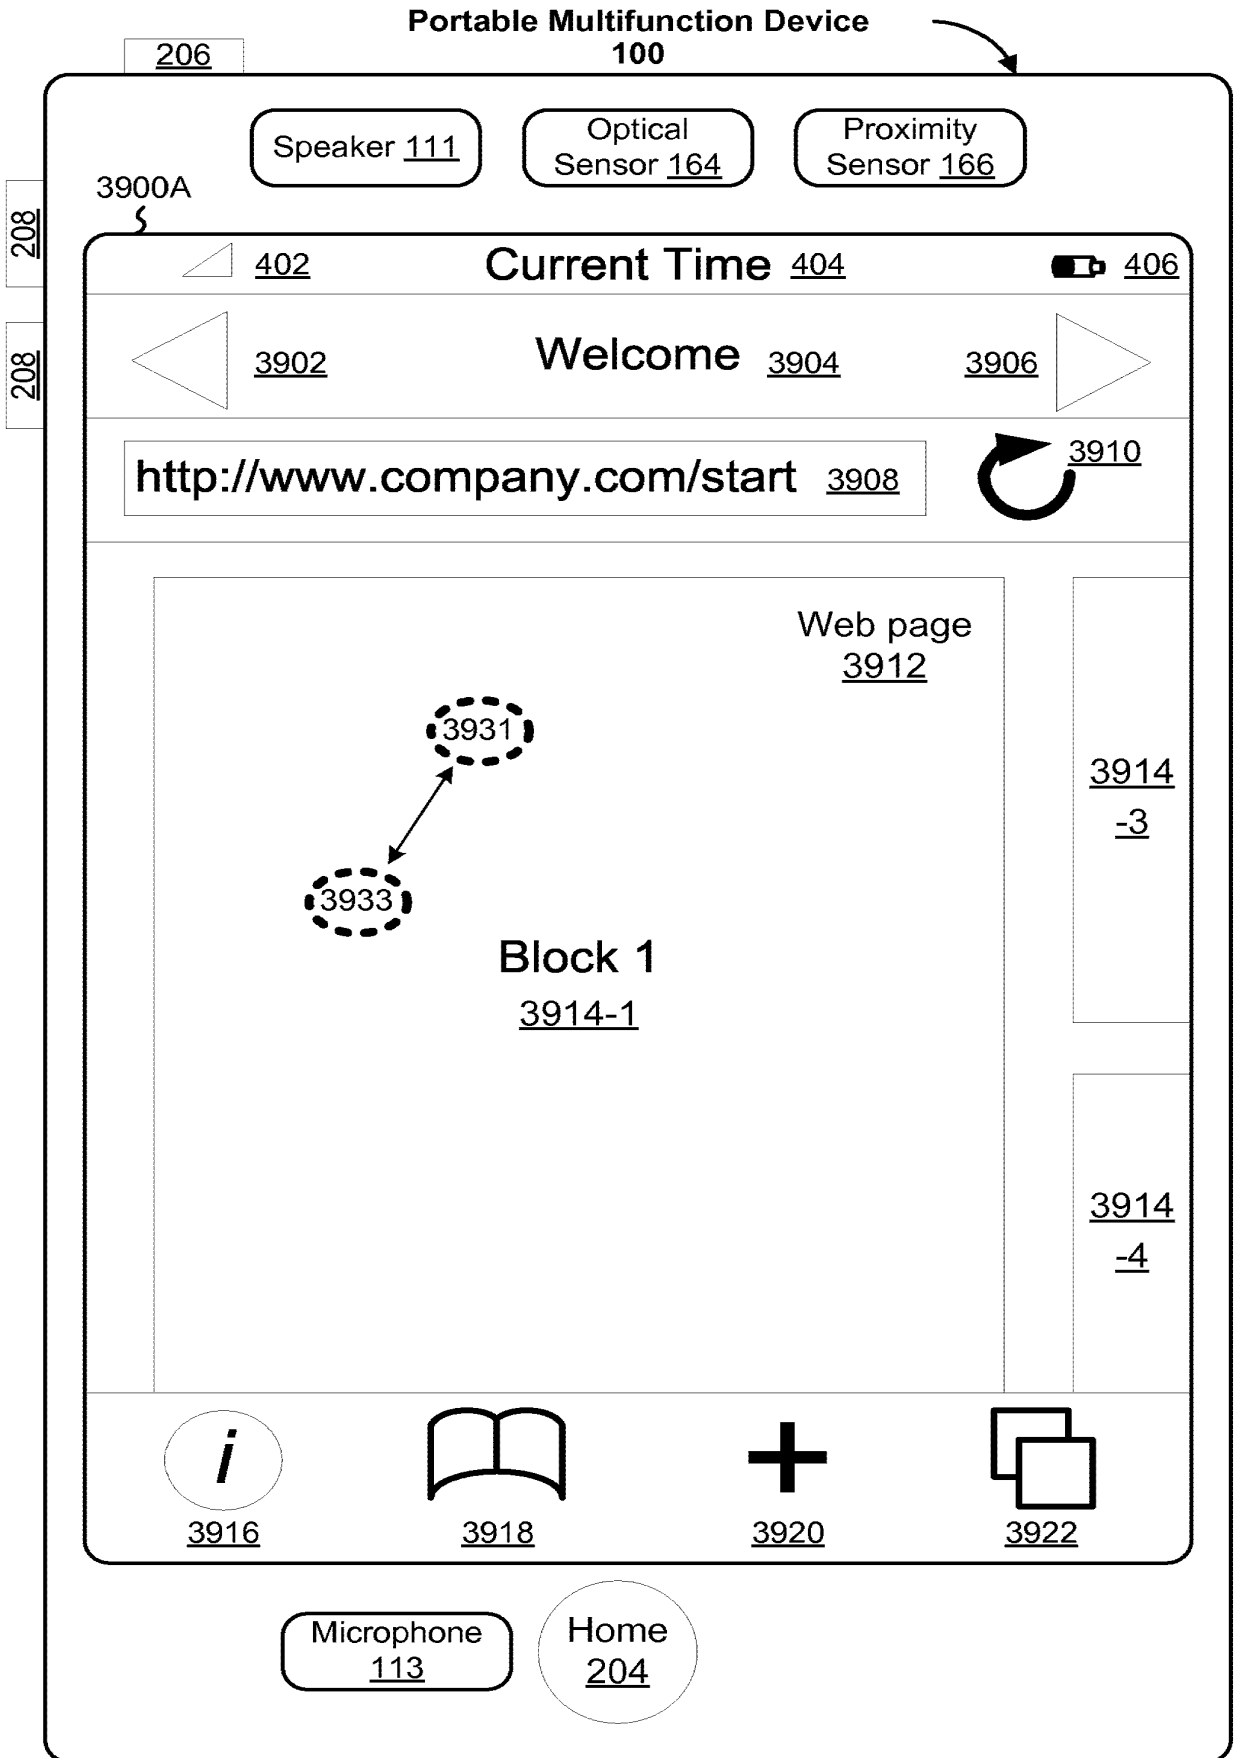 Portable Multifunction Device
100
206
Speaker 111
Optical
Sensor 164
Proximity
Sensor 166
3900A
208
208
402
Current Time 404
406
3902
Welcome 3904
3906
http://www.company.com/start 3908
3910
Web page
3912
3931
3933
Block 1
3914-1
3914
-3
3914
-4
i
3916
3918
3920
3922
Microphone
113
Home
204